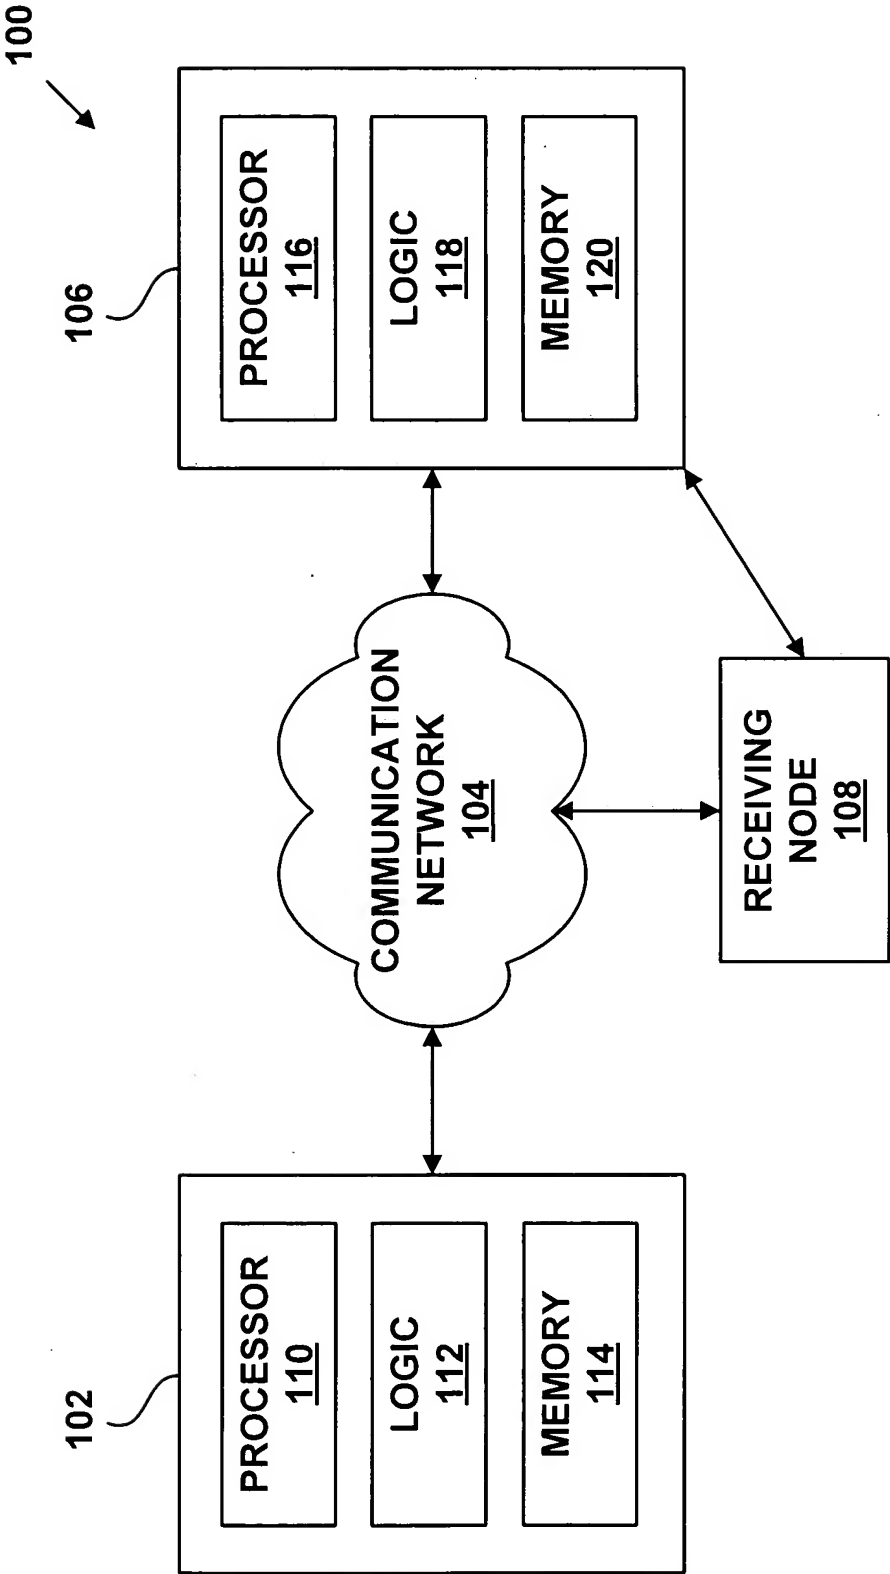 100
102
PROCESSOR
110
LOGIC
112
MEMORY
114
COMMUNICATION
NETWORK
104
106
PROCESSOR
116
LOGIC
118
MEMORY
120
RECEIVING
NODE
108